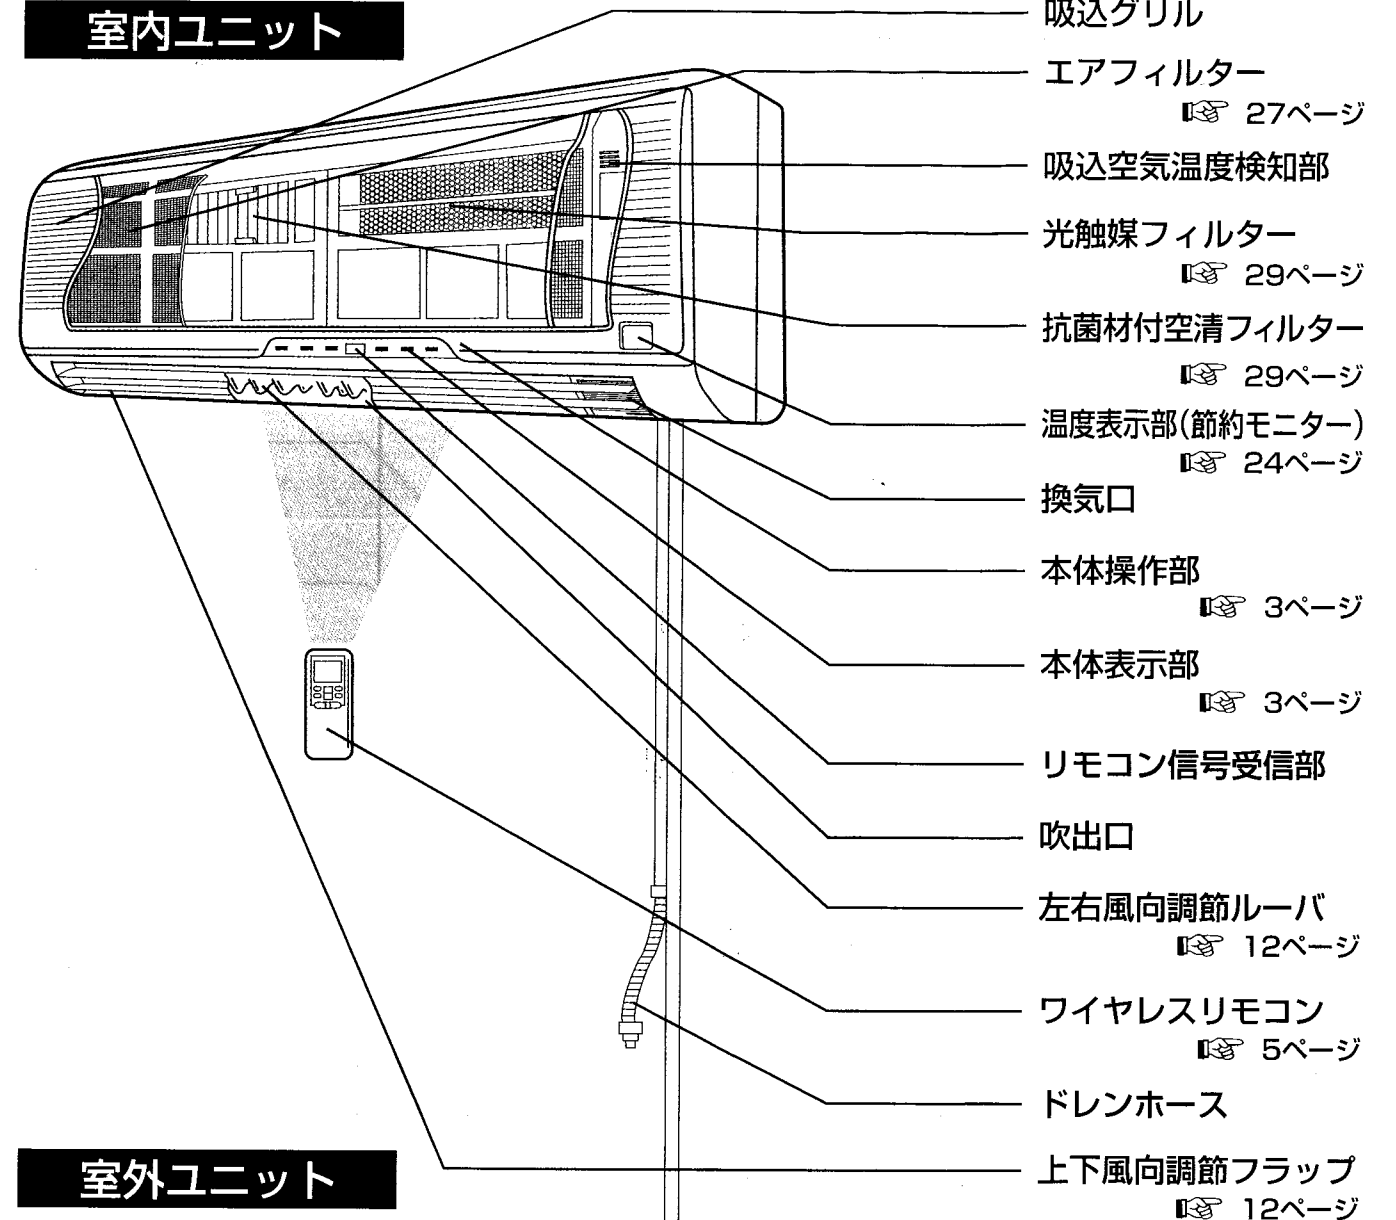 室内ユニット
吸込グリル
エアフィルター
☞ 27ページ
吸込空気温度検知部
光触媒フィルター
☞ 29ページ
抗菌材付空清フィルター
☞ 29ページ
温度表示部(節約モニター)
☞ 24ページ
換気口
本体操作部
☞ 3ページ
本体表示部
☞ 3ページ
リモコン信号受信部
吹出口
左右風向調節ルーバ
☞ 12ページ
ワイヤレスリモコン
☞ 5ページ
ドレンホース
上下風向調節フラップ
☞ 12ページ
室外ユニット